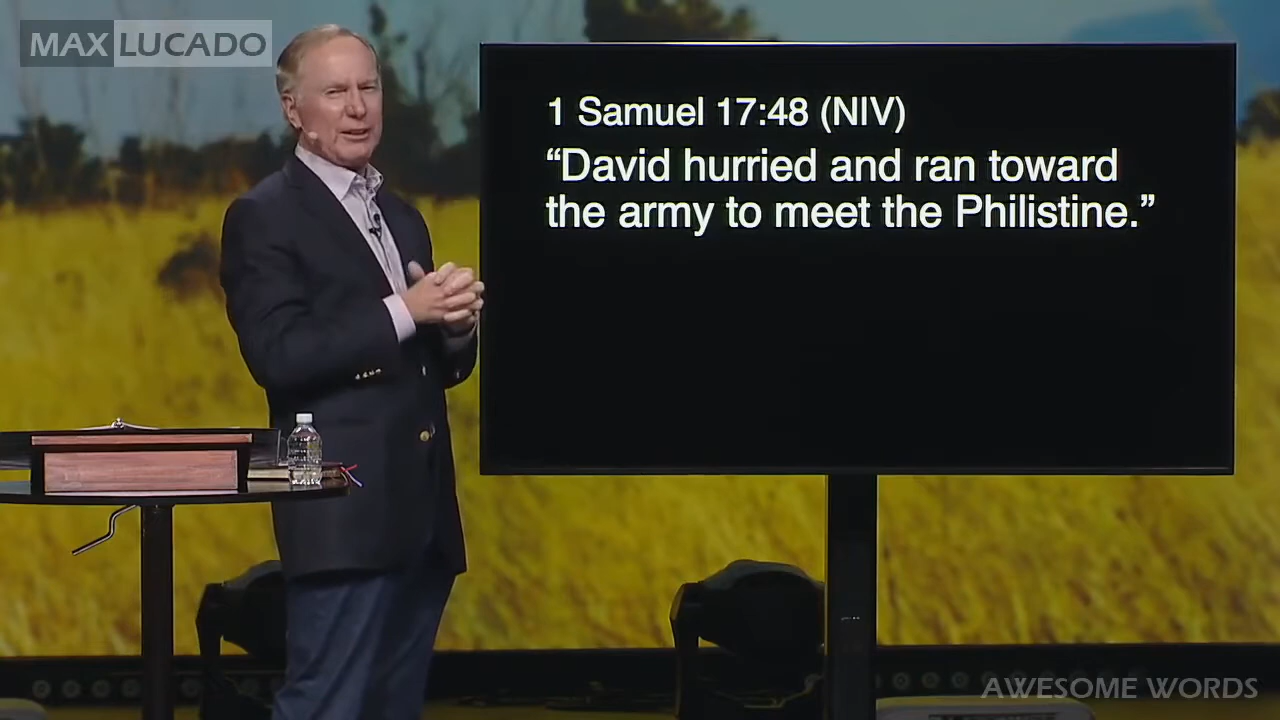 MAX LUCADO
1 Samuel 17:48 (NIV)
“David hurried and ran toward
the army to meet the Philistine.”
AWESOME WORDS